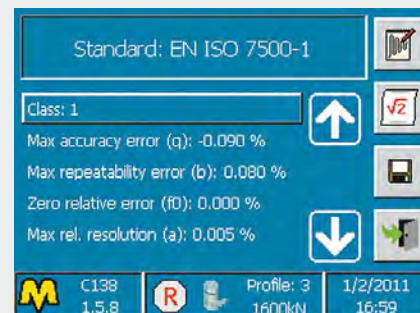 Standard: EN ISO 7500-1
Class: 1
Max accuracy error (q): -0.090 %
Max repeatability error (b): 0.080 %
Zero relative error (f0): 0.000 %
Max rel. resolution (a): 0.005 %
√2
C138
1.5.8
R
Profile: 3
1600kN
1/2/2011
16:59